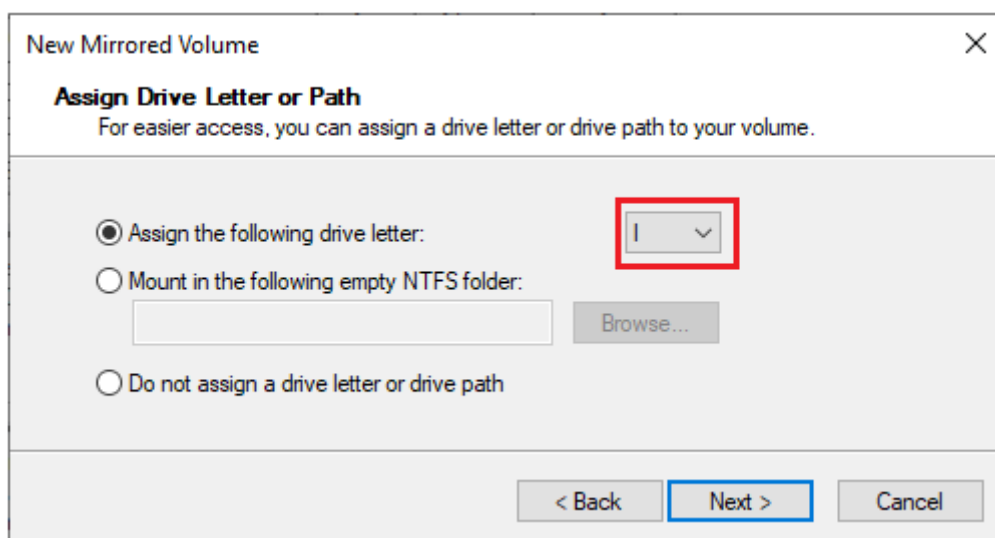 New Mirrored Volume
Assign Drive Letter or Path
For easier access, you can assign a drive letter or drive path to your volume.
Assign the following drive letter: I
Mount in the following empty NTFS folder:
Browse...
Do not assign a drive letter or drive path
< Back Next > Cancel